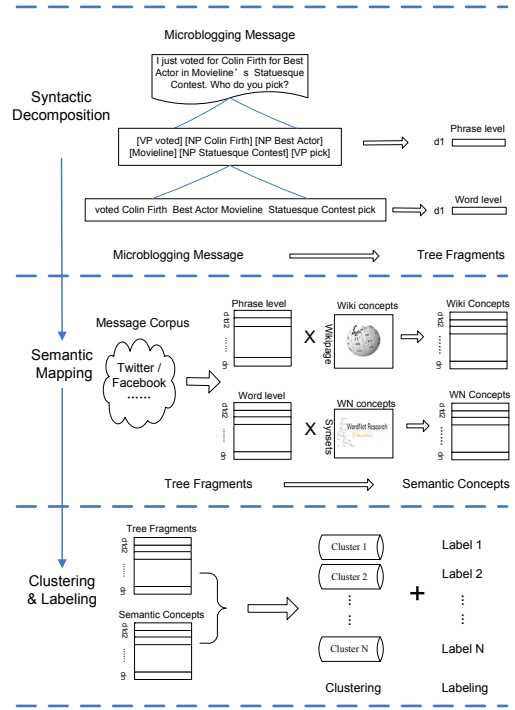 Microblogging Message
I just voted for Colin Firth for Best
Actor in Movieline' s Statuesque
Contest. Who do you pick?
Syntactic
Decomposition
[VP voted] [NP Colin Firth] [NP Best Actor]
[Movieline] [NP Statuesque Contest] [VP pick]
Phrase level
d1
voted Colin Firth Best Actor Movieline Statuesque Contest pick
Word level
d1
Microblogging Message
Tree Fragments
Semantic
Mapping
Message Corpus
Twitter /
Facebook
......
Phrase level
d1
d2
......
dn
X
Wiki concepts
Wikipage
Wiki Concepts
d1
d2
......
dn
Word level
d1
d2
......
dn
X
WN concepts
Synsets
WordNet Research
WN Concepts
d1
d2
......
dn
Tree Fragments
Semantic Concepts
Clustering
& Labeling
Tree Fragments
d1
d2
......
dn
Semantic Concepts
d1
d2
......
dn
Cluster 1
Cluster 2
Cluster N
+
Label 1
Label 2
Label N
Clustering
Labeling